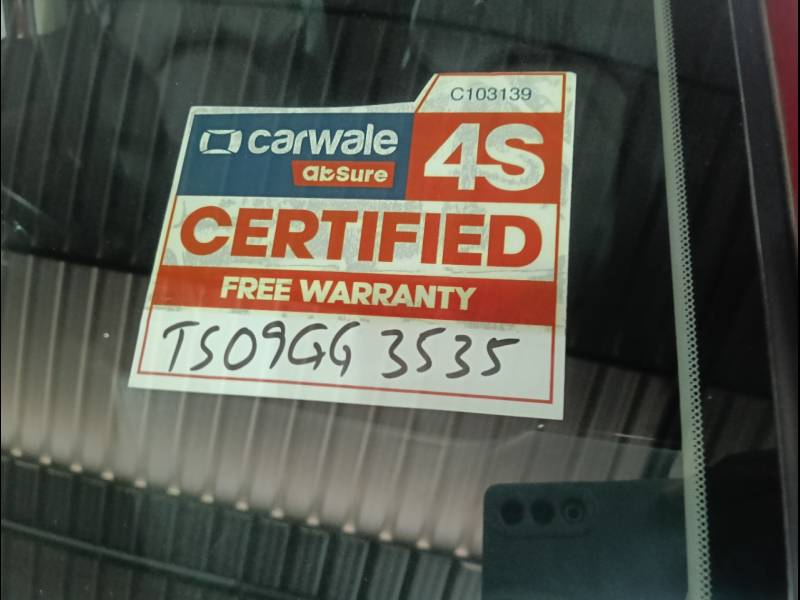 C103139
carwale
abSure
4S
CERTIFIED
FREE WARRANTY
TS09GG 3535